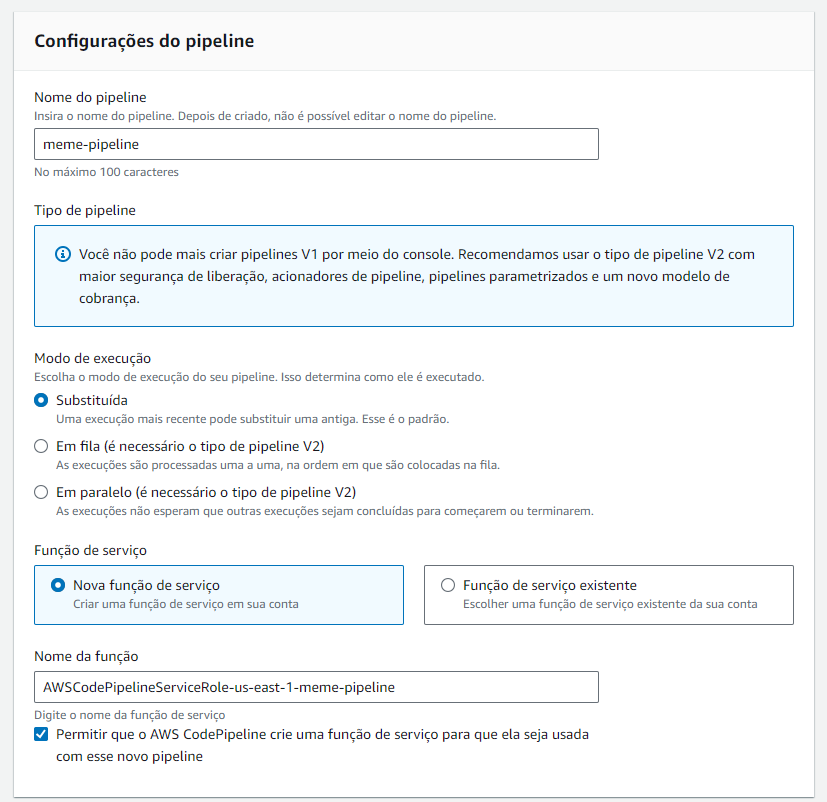 Configurações do pipeline
Nome do pipeline
Insira o nome do pipeline. Depois de criado, não é possível editar o nome do pipeline.
meme-pipeline
No máximo 100 caracteres
Tipo de pipeline
Você não pode mais criar pipelines V1 por meio do console. Recomendamos usar o tipo de pipeline V2 com
maior segurança de liberação, acionadores de pipeline, pipelines parametrizados e um novo modelo de
cobrança.
Modo de execução
Escolha o modo de execução do seu pipeline. Isso determina como ele é executado.
Substituída
Uma execução mais recente pode substituir uma antiga. Esse é o padrão.
Em fila (é necessário o tipo de pipeline V2)
As execuções são processadas uma a uma, na ordem em que são colocadas na fila.
Em paralelo (é necessário o tipo de pipeline V2)
As execuções não esperam que outras execuções sejam concluídas para começarem ou terminarem.
Função de serviço
Nova função de serviço
Criar uma função de serviço em sua conta
Função de serviço existente
Escolher uma função de serviço existente da sua conta
Nome da função
AWSCodePipelineServiceRole-us-east-1-meme-pipeline
Digite o nome da função de serviço
Permitir que o AWS CodePipeline crie uma função de serviço para que ela seja usada
com esse novo pipeline